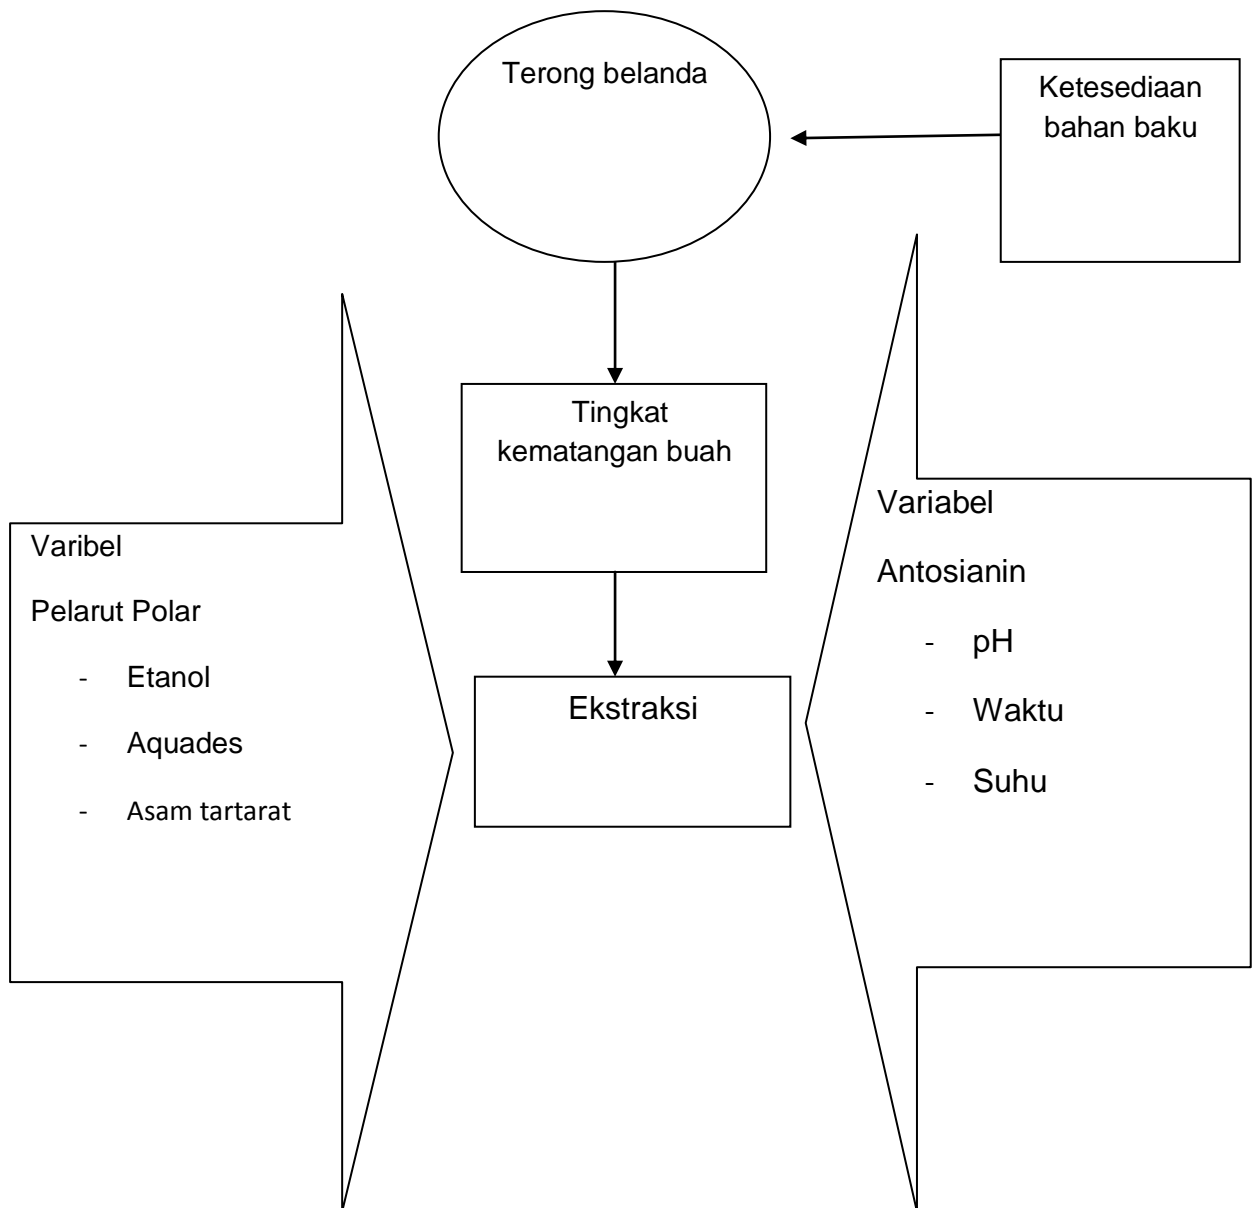 Terong belanda
Ketesediaan
bahan baku
Tingkat
kematangan buah
Varibel
Pelarut Polar
- Etanol
- Aquades
- Asam tartarat
Ekstraksi
Variabel
Antosianin
- pH
- Waktu
- Suhu